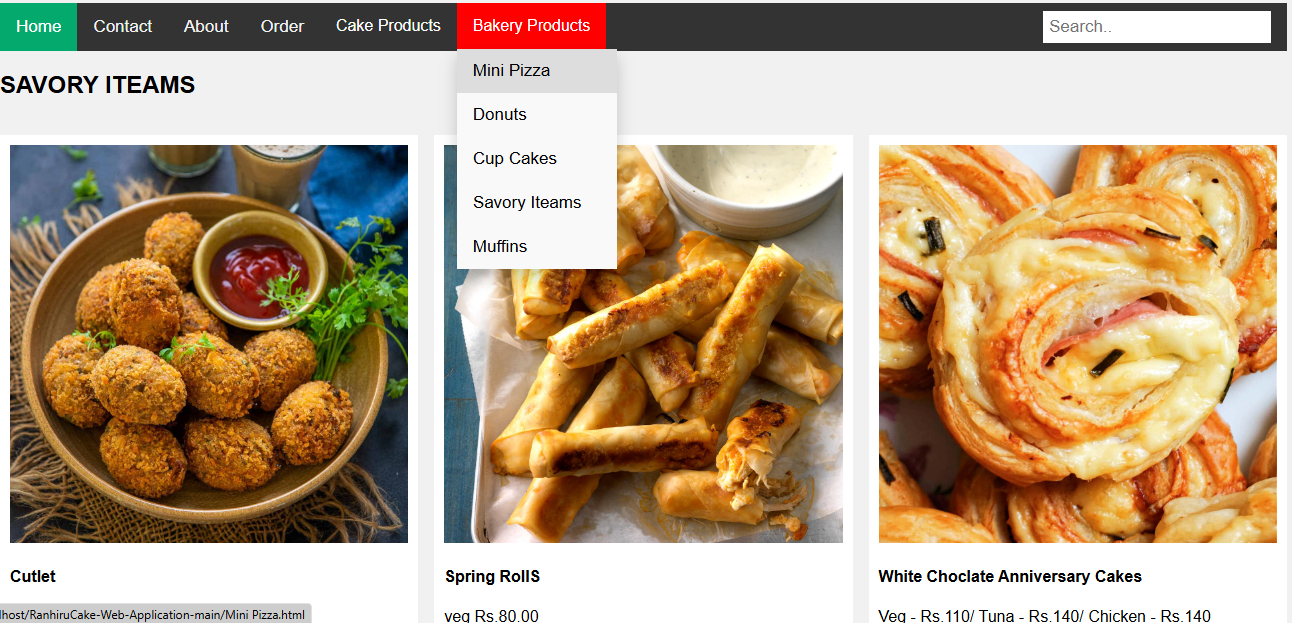 Home Contact About Order Cake Products Bakery Products Search..
Mini Pizza
SAVORY ITEAMS
Donuts
Cup Cakes
Savory Iteams
Muffins
Cutlet
Spring RollS
White Choclate Anniversary Cakes
lhost/RanhiruCake-Web-Application-main/Mini Pizza.html
veg Rs.80.00
Veg - Rs.110/ Tuna - Rs.140/ Chicken - Rs.140